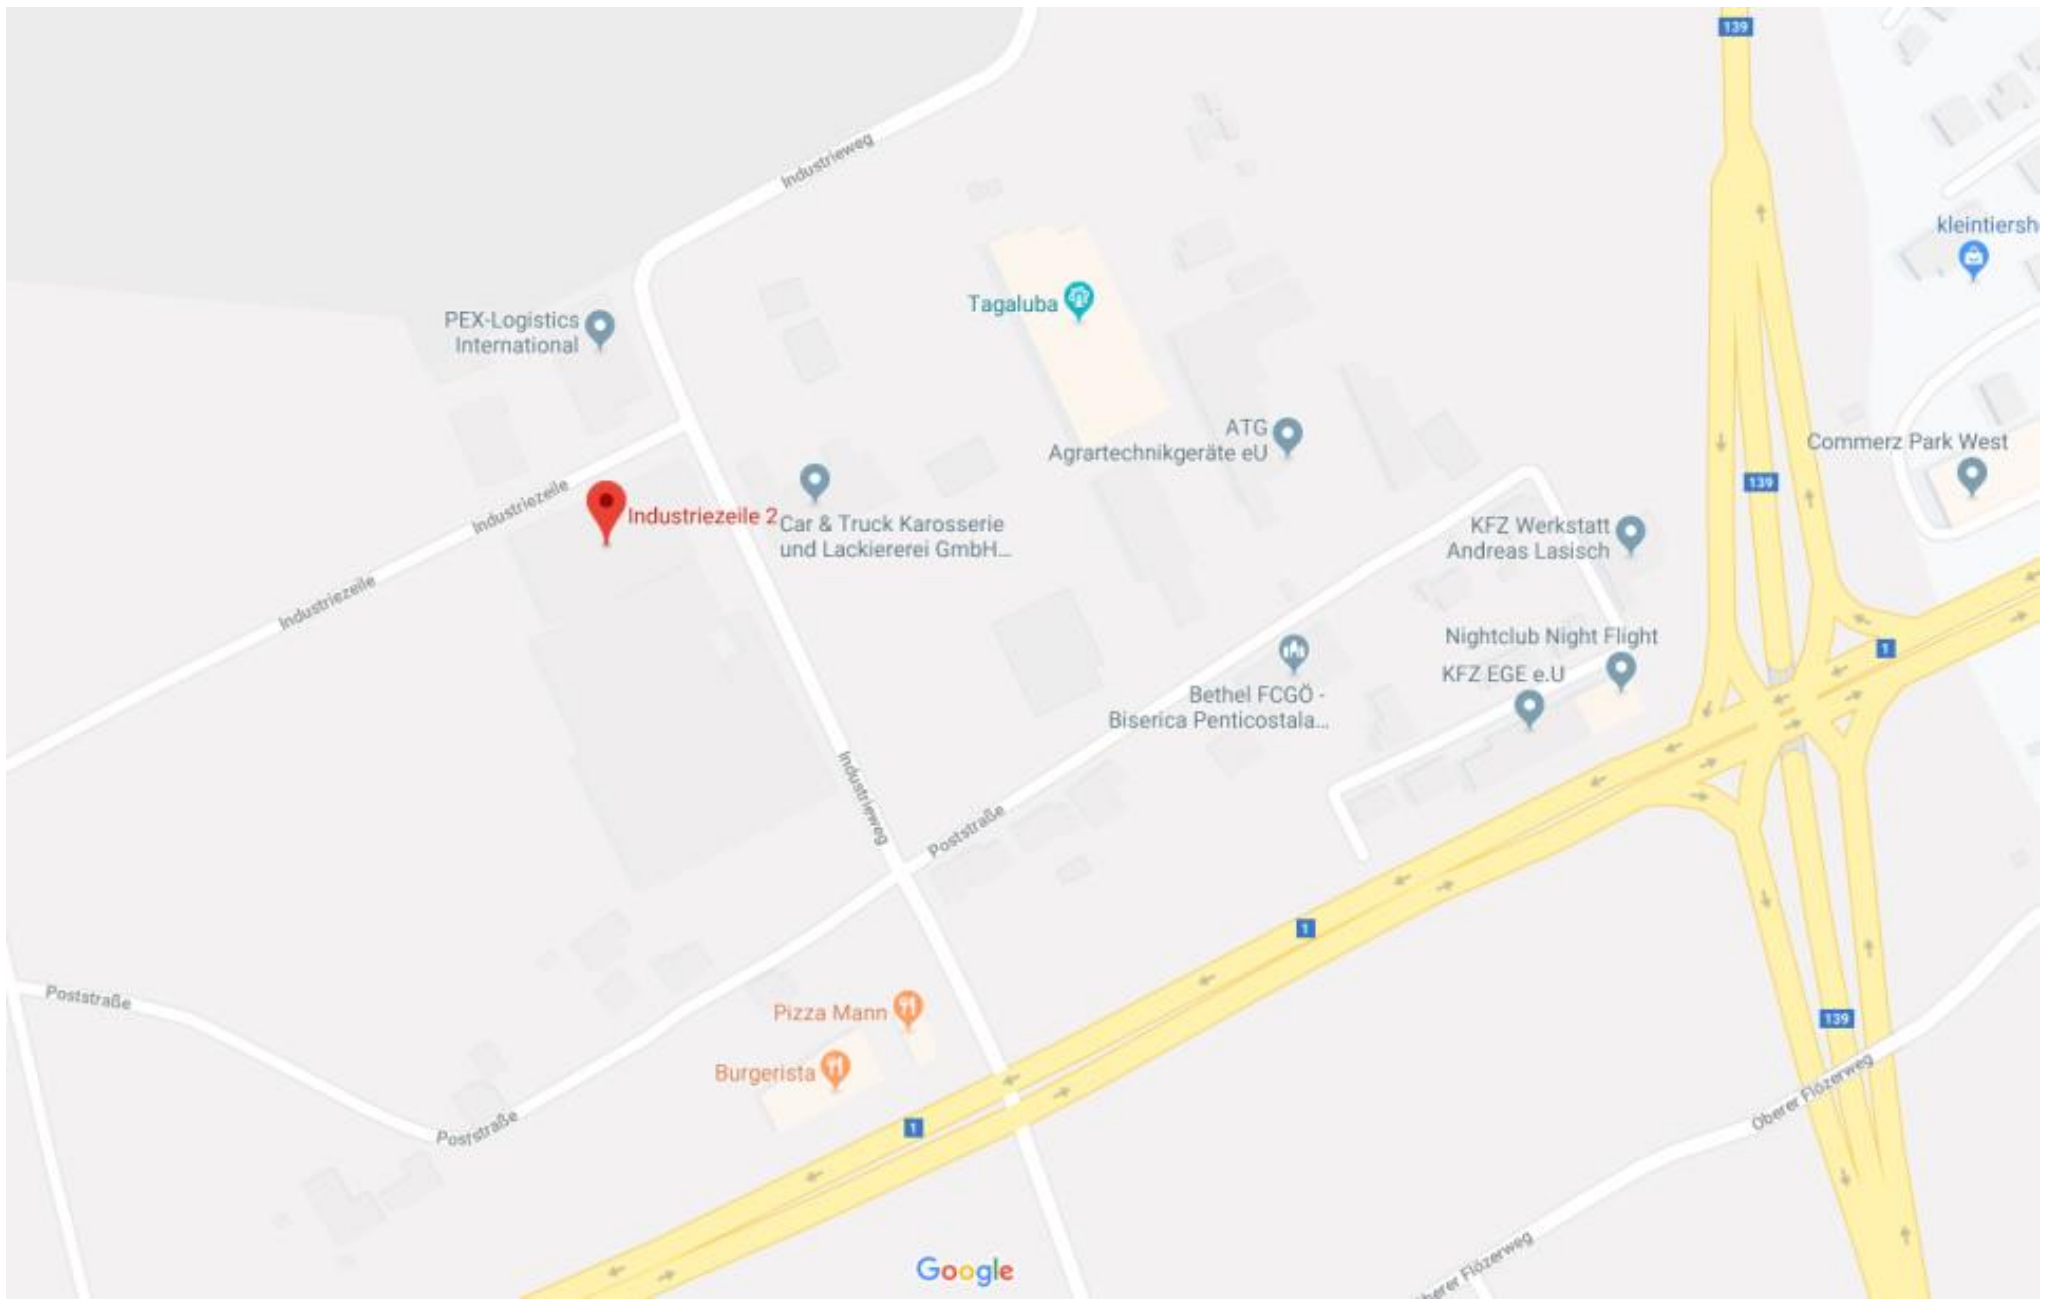 139
Industrieweg
kleintiersh
Tagaluba
PEX-Logistics
International
ATG
Agrartechnikgeräte eU
Commerz Park West
139
Industriezeile
Industriezeile 2
Car & Truck Karosserie
und Lackiererei GmbH...
KFZ Werkstatt
Andreas Lasisch
Industriezeile
Nightclub Night Flight
1
KFZ EGE e.U
Bethel FCGÖ -
Biserica Penticostala...
Industrieweg
Poststraße
1
Poststraße
Pizza Mann
139
Burgerista
Oberer Flözerweg
1
Poststraße
Google
herer Flözerweg